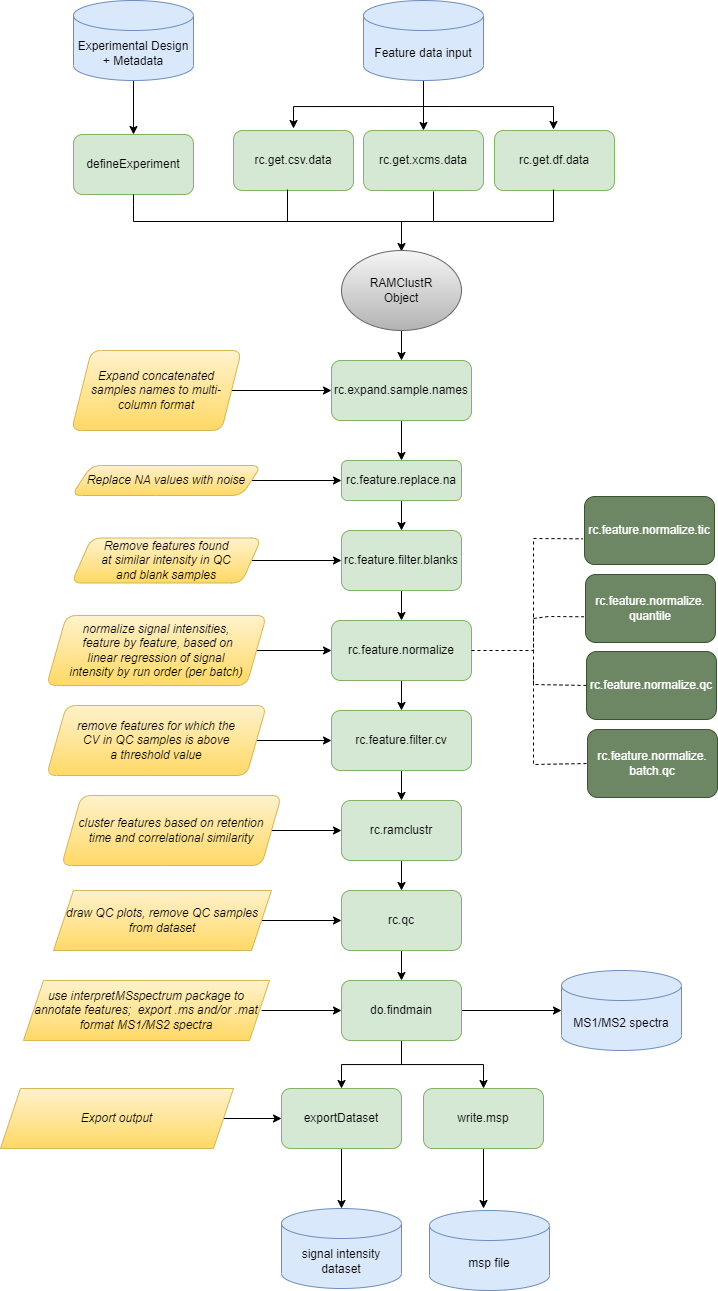 Experimental Design
+ Metadata
Feature data input
defineExperiment
rc.get.csv.data
rc.get.xcms.data
rc.get.df.data
RAMClustR
Object
Expand concatenated
samples names to multi-
column format
rc.expand.sample.names
Replace NA values with noise
rc.feature.replace.na
Remove features found
at similar intensity in QC
and blank samples
rc.feature.filter.blanks
normalize signal intensities,
feature by feature, based on
linear regression of signal
intensity by run order (per batch)
rc.feature.normalize
rc.feature.normalize.tic
rc.feature.normalize.
quantile
rc.feature.normalize.qc
rc.feature.normalize.
batch.qc
remove features for which the
CV in QC samples is above
a threshold value
rc.feature.filter.cv
cluster features based on retention
time and correlational similarity
rc.ramclustr
draw QC plots, remove QC samples
from dataset
rc.qc
use interpretMSspectrum package to
annotate features;  export .ms and/or .mat
format MS1/MS2 spectra
do.findmain
MS1/MS2 spectra
Export output
exportDataset
write.msp
signal intensity
dataset
msp file